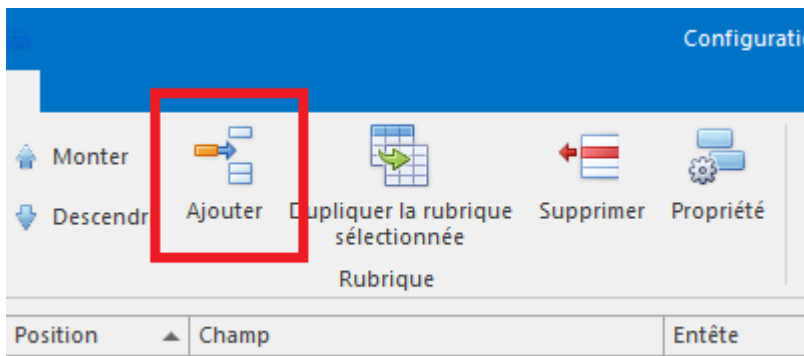 Configurati
Monter
Descendr
Ajouter
Dupliquer la rubrique
sélectionnée
Supprimer
Propriété
Rubrique
Position
Champ
Entête